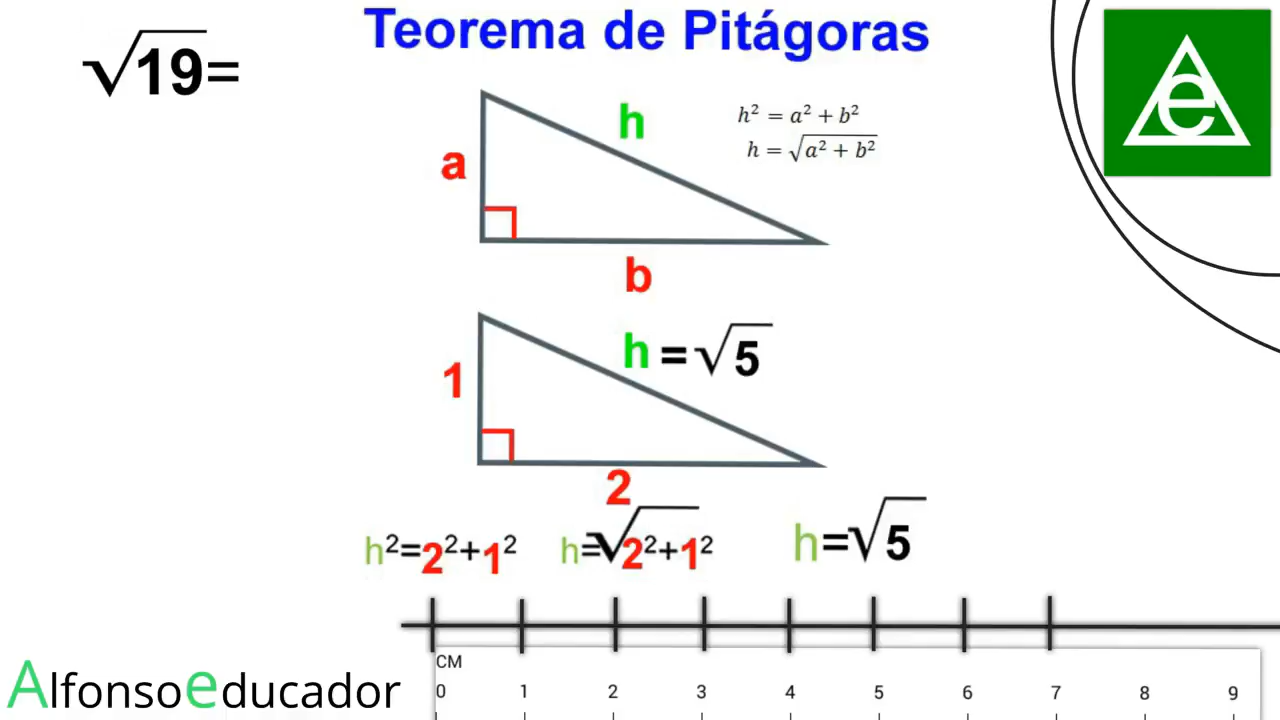 √19=
Teorema de Pitágoras
e
h
a
b
h² = a² + b²
h = √a² + b²
h = √5
1
2
h²=2²+1²
h=√2²+1²
h=√5
CM
0 1 2 3 4 5 6 7 8 9
Alfonsoeducador